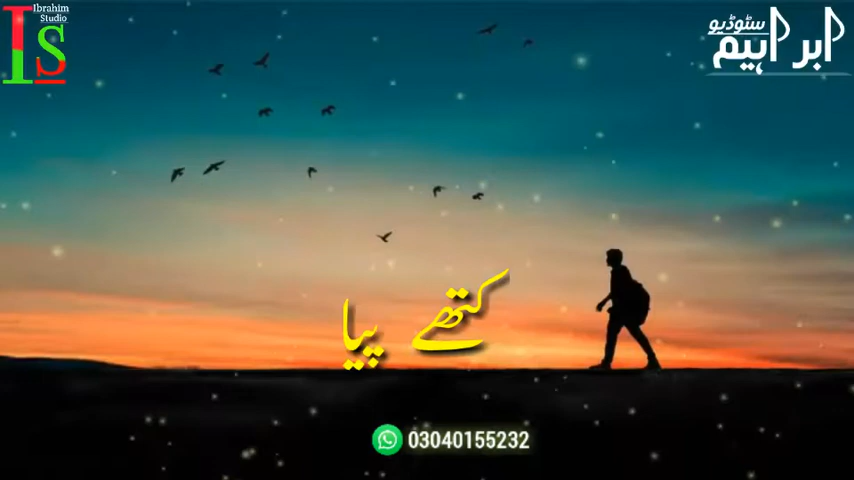 Ibrahim
Studio
IS
سٹوڈیو
ابراہیم
کتھے پیا
03040155232